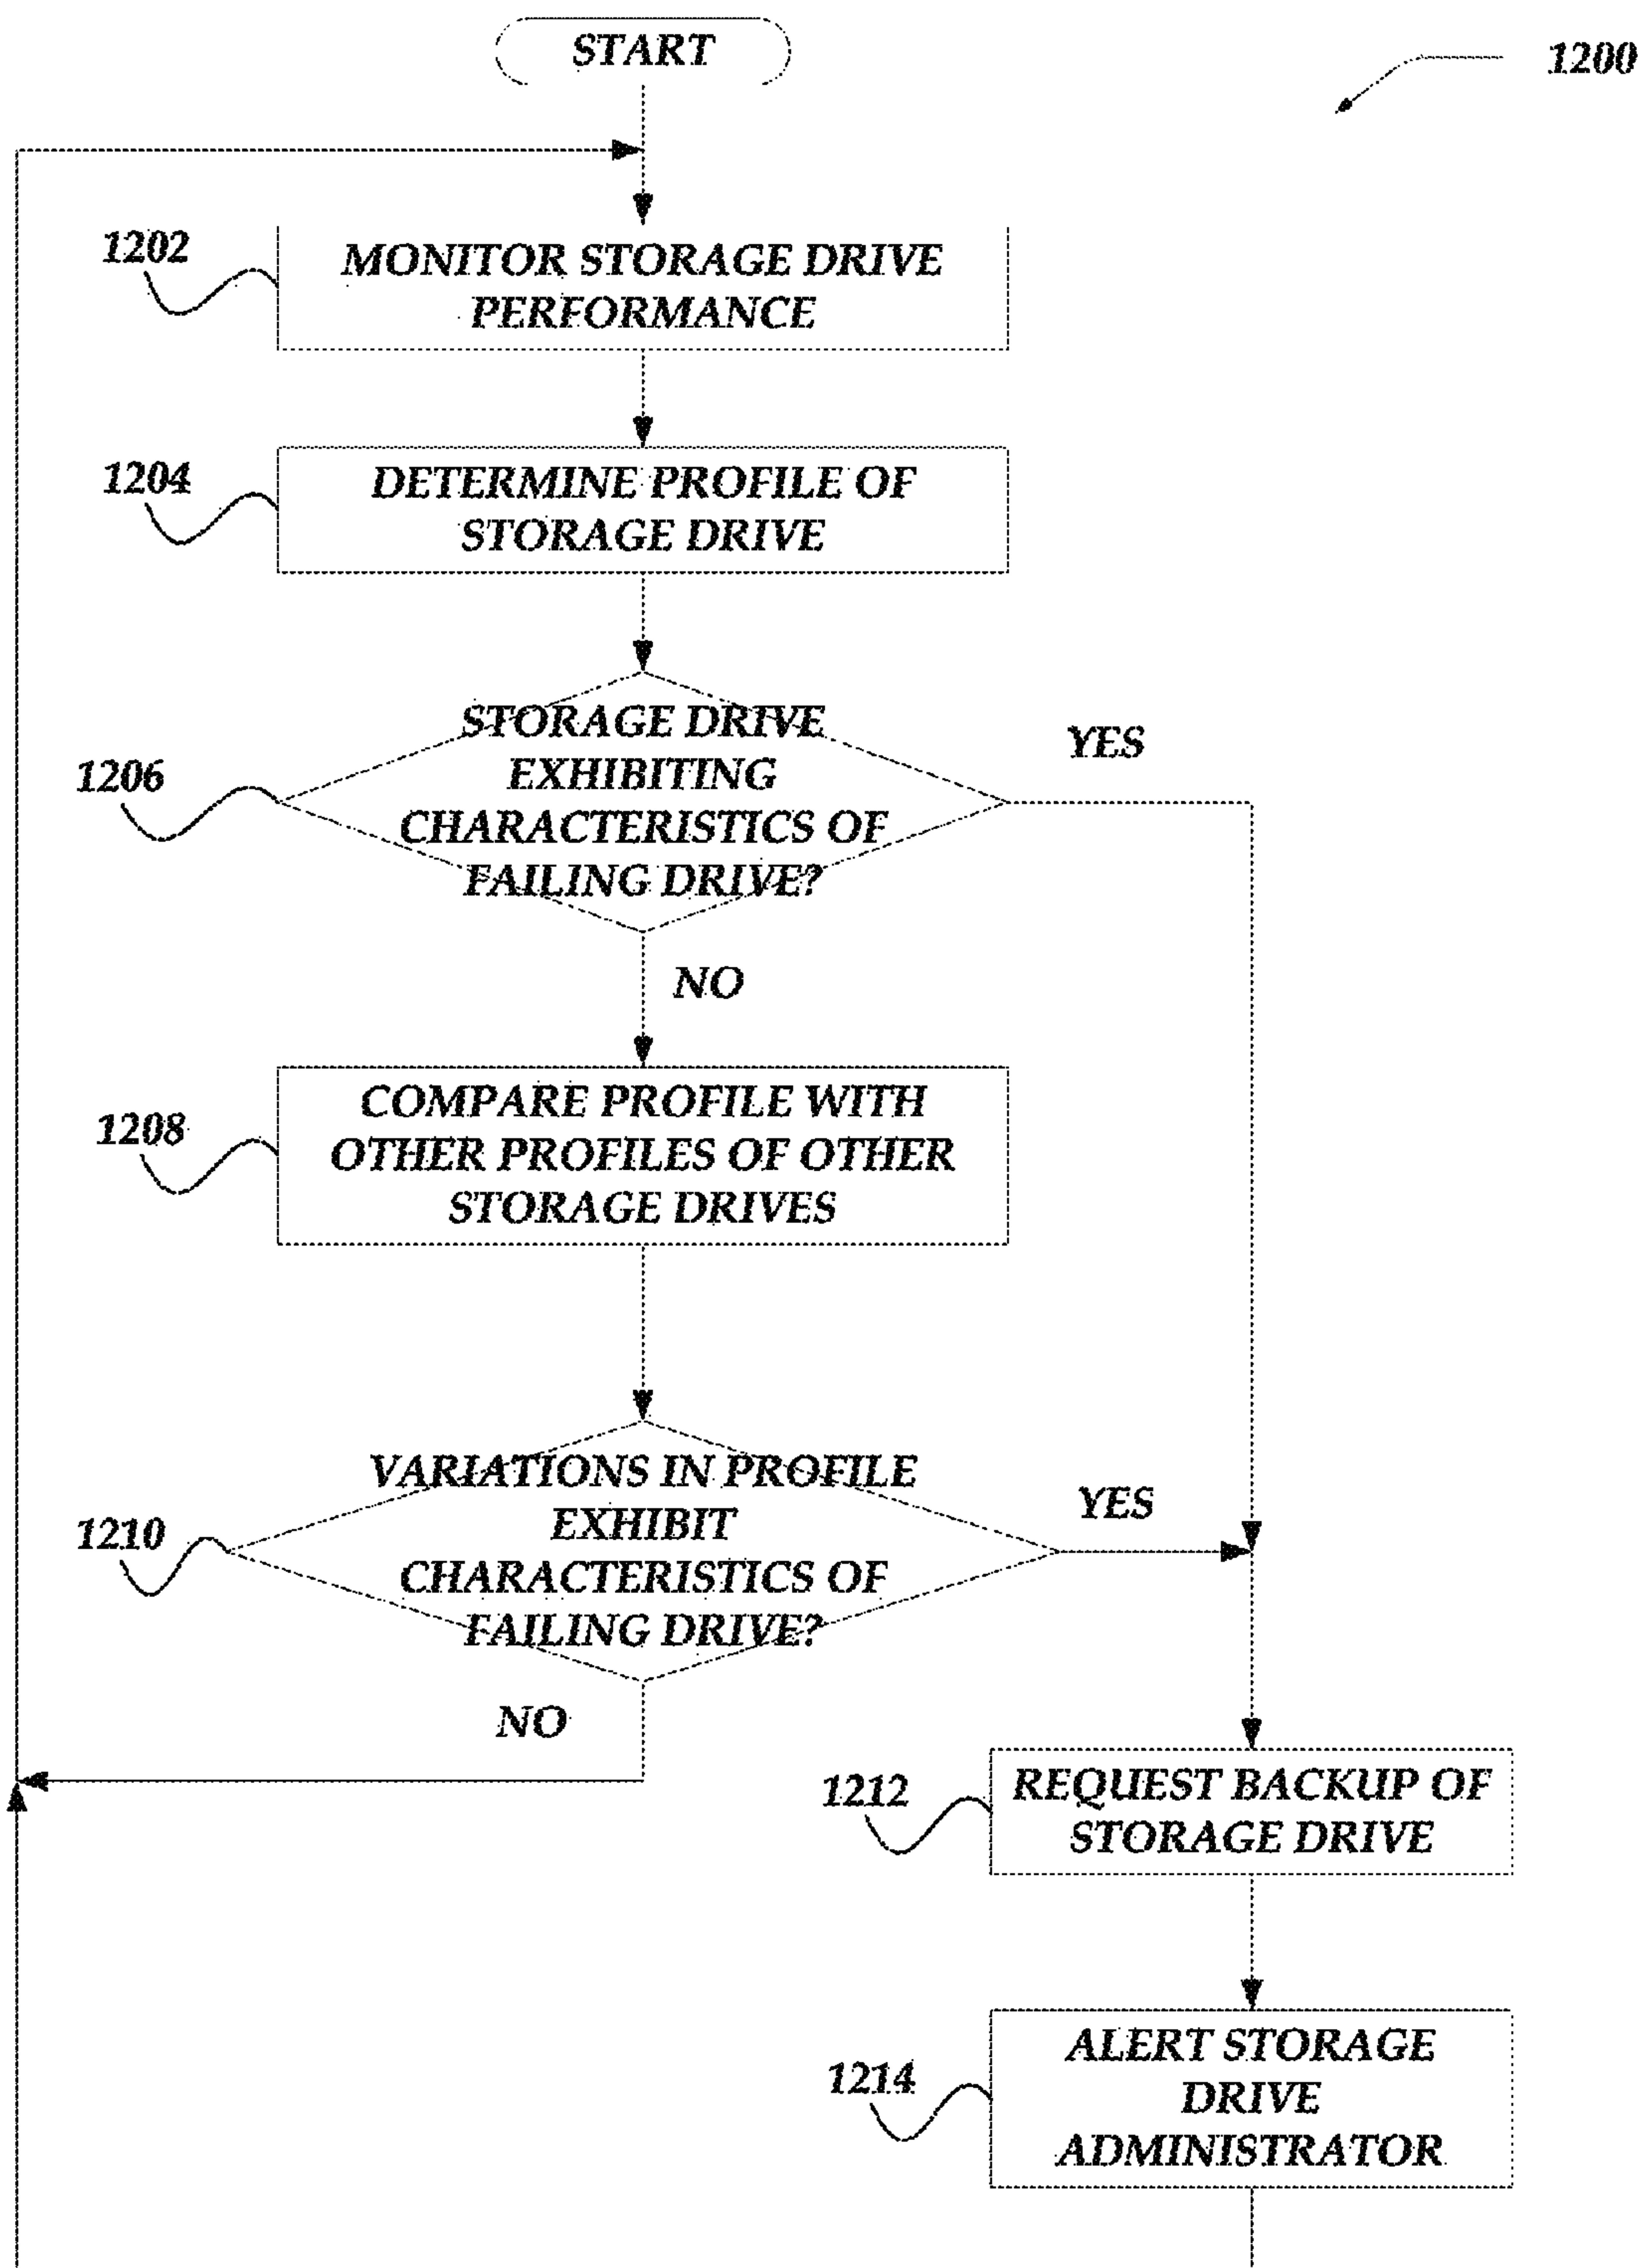 START
1200
1202
MONITOR STORAGE DRIVE
PERFORMANCE
1204
DETERMINE PROFILE OF
STORAGE DRIVE
1206
STORAGE DRIVE
EXHIBITING
CHARACTERISTICS OF
FAILING DRIVE?
YES
NO
1208
COMPARE PROFILE WITH
OTHER PROFILES OF OTHER
STORAGE DRIVES
1210
VARIATIONS IN PROFILE
EXHIBIT
CHARACTERISTICS OF
FAILING DRIVE?
YES
NO
1212
REQUEST BACKUP OF
STORAGE DRIVE
1214
ALERT STORAGE
DRIVE
ADMINISTRATOR